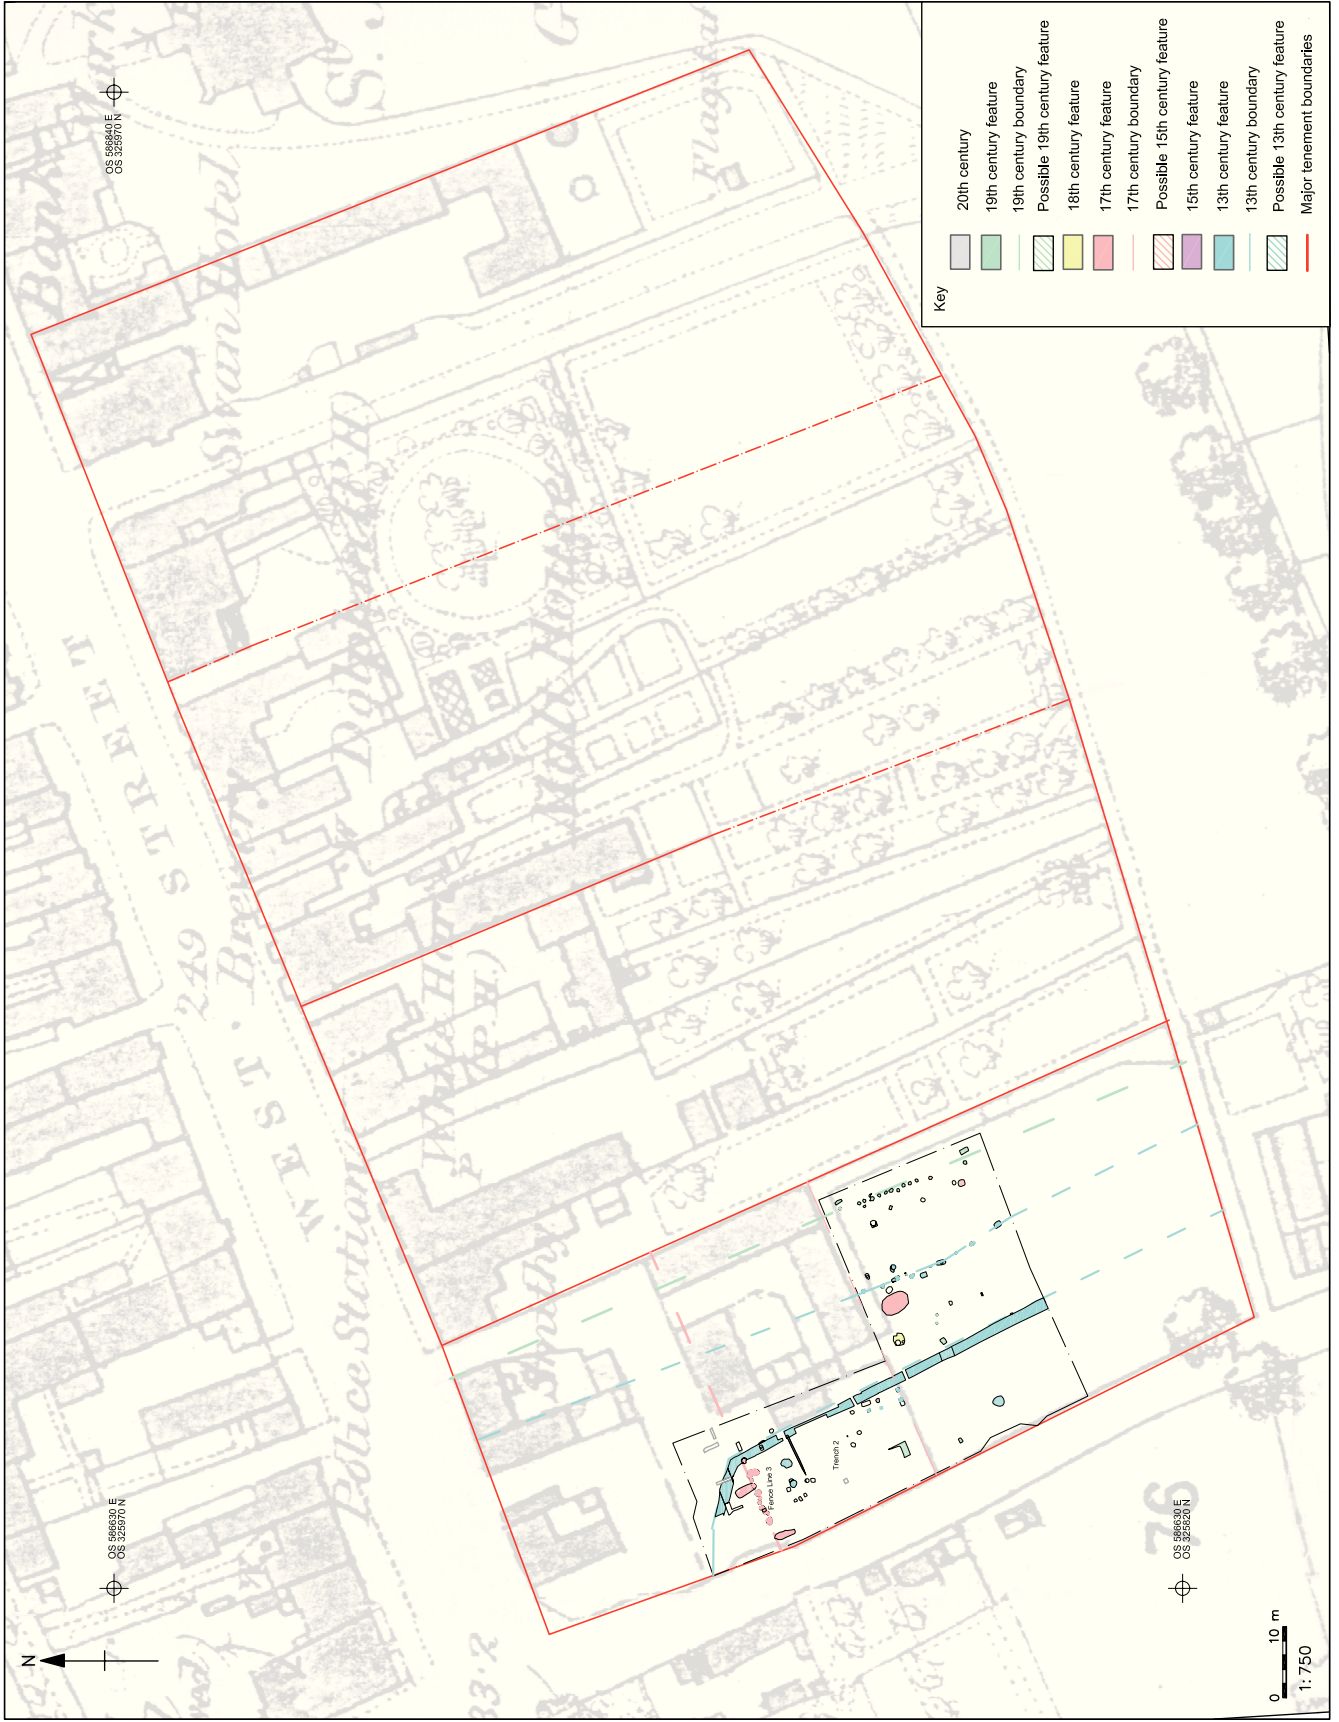 OS 586840 E
OS 325970 N
Bank
Hotel
WEST STREET
249
Police Station
76
OS 586630 E
OS 325970 N
OS 586630 E
OS 325820 N
N
Fence Line 3
Trench 2
Key
20th century
19th century feature
19th century boundary
Possible 19th century feature
18th century feature
17th century feature
17th century boundary
Possible 15th century feature
15th century feature
13th century feature
13th century boundary
Possible 13th century feature
Major tenement boundaries
0 10 m
1: 750